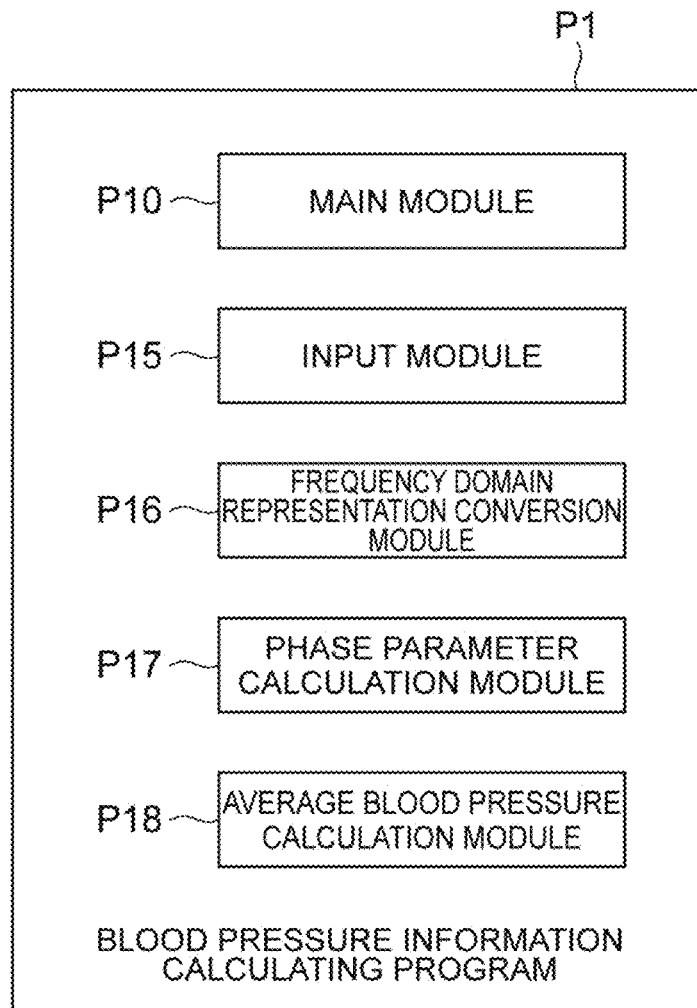 P1
P10 MAIN MODULE
P15 INPUT MODULE
P16 FREQUENCY DOMAIN
REPRESENTATION CONVERSION
MODULE
P17 PHASE PARAMETER
CALCULATION MODULE
P18 AVERAGE BLOOD PRESSURE
CALCULATION MODULE
BLOOD PRESSURE INFORMATION
CALCULATING PROGRAM